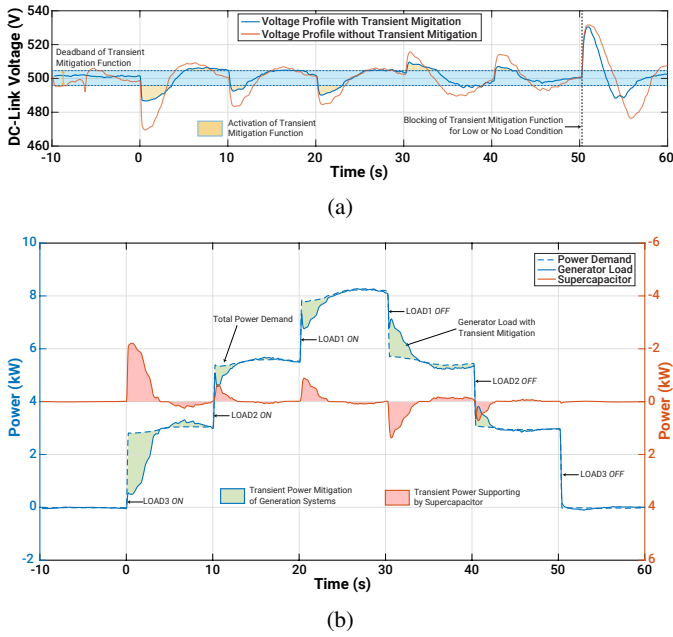 540
520
500
480
460
DC-Link Voltage (V)
Voltage Profile with Transient Migitation
Voltage Profile without Transient Mitigation
Deadband of Transient
Mitigation Function
Activation of Transient
Mitigation Function
Blocking of Transient Mitigation Function
for Low or No Load Condition
-10 0 10 20 30 40 50 60
Time (s)
(a)
10
8
6
4
2
0
-2
Power (kW)
-6
-4
-2
0
2
4
6
Power (kW)
Power Demand
Generator Load
Supercapacitor
LOAD1 OFF
Total Power Demand
Generator Load with
Transient Mitigation
LOAD1 ON
LOAD2 OFF
LOAD2 ON
LOAD3 OFF
LOAD3 ON
Transient Power Mitigation
of Generation Systems
Transient Power Supporting
by Supercapacitor
-10 0 10 20 30 40 50 60
Time (s)
(b)